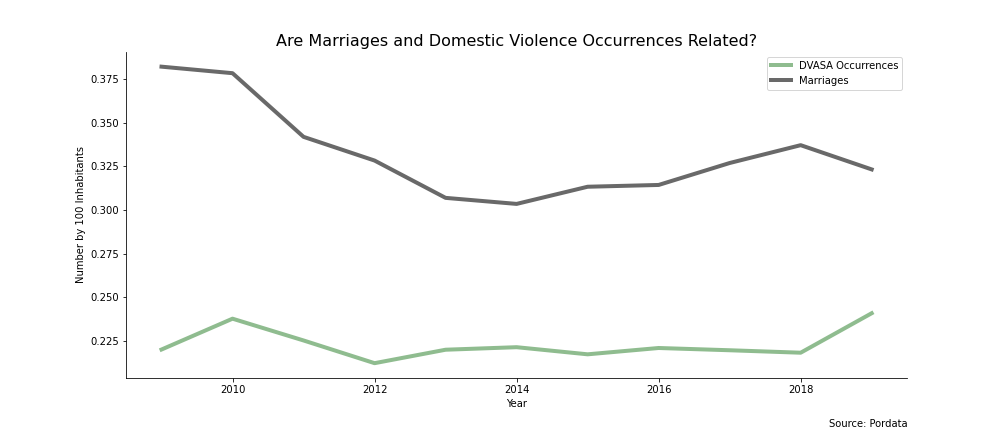 Are Marriages and Domestic Violence Occurrences Related?
DVASA Occurrences
Marriages
0.375
0.350
0.325
0.300
0.275
0.250
0.225
Number by 100 Inhabitants
2010 2012 2014 2016 2018
Year
Source: Pordata